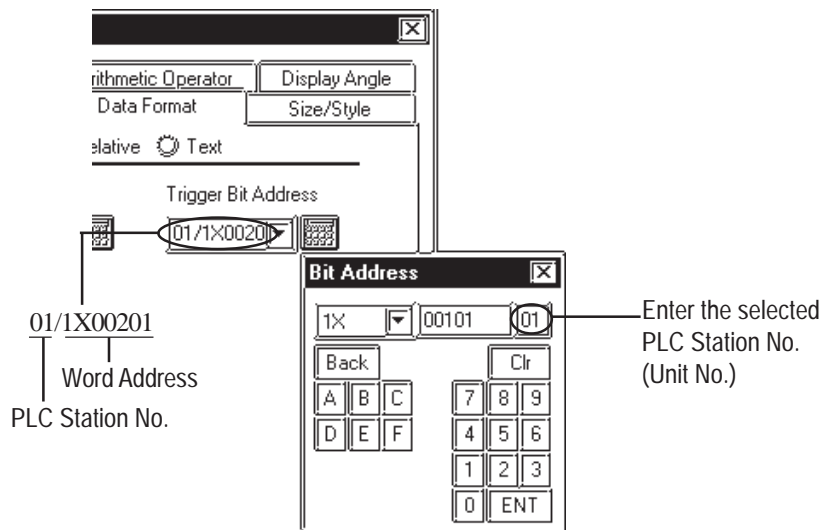 rithmetic Operator Display Angle
Data Format Size/Style
elative Text
Trigger Bit Address
01/1X0020
Bit Address
1X 00101 01
Enter the selected
PLC Station No.
(Unit No.)
01/1X00201
Word Address
PLC Station No.
Back Clr
A B C 7 8 9
D E F 4 5 6
1 2 3
0 ENT